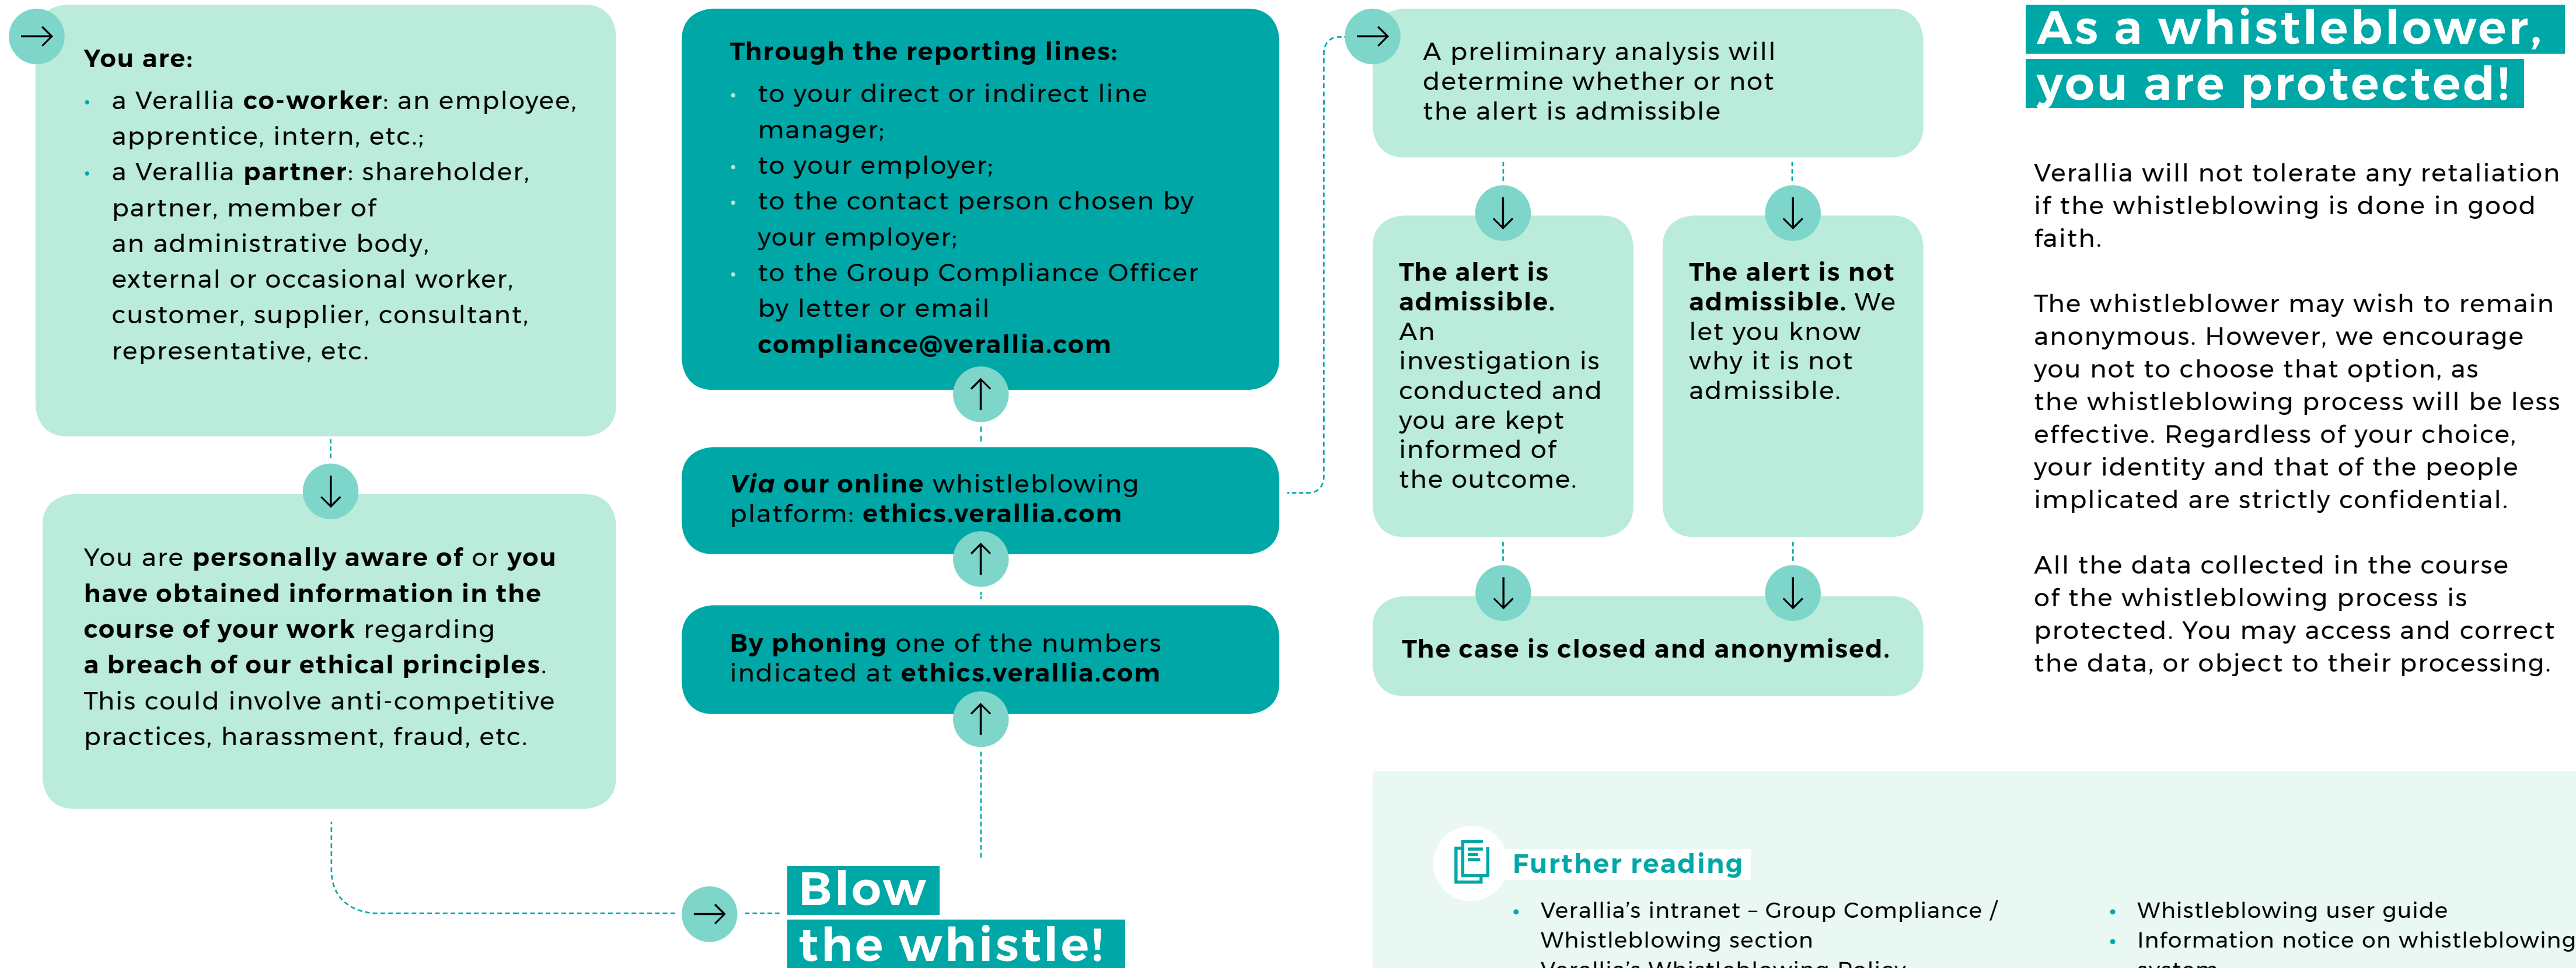 You are:
• a Verallia co-worker: an employee,
apprentice, intern, etc.;
• a Verallia partner: shareholder,
partner, member of
an administrative body,
external or occasional worker,
customer, supplier, consultant,
representative, etc.
You are personally aware of or you
have obtained information in the
course of your work regarding
a breach of our ethical principles.
This could involve anti-competitive
practices, harassment, fraud, etc.
Blow
the whistle!
By phoning one of the numbers
indicated at ethics.verallia.com
Via our online whistleblowing
platform: ethics.verallia.com
Through the reporting lines:
• to your direct or indirect line
manager;
• to your employer;
• to the contact person chosen by
your employer;
• to the Group Compliance Officer
by letter or email
compliance@verallia.com
A preliminary analysis will
determine whether or not
the alert is admissible
The alert is
admissible.
An
investigation is
conducted and
you are kept
informed of
the outcome.
The alert is not
admissible. We
let you know
why it is not
admissible.
The case is closed and anonymised.
As a whistleblower,
you are protected!
Verallia will not tolerate any retaliation
if the whistleblowing is done in good
faith.
The whistleblower may wish to remain
anonymous. However, we encourage
you not to choose that option, as
the whistleblowing process will be less
effective. Regardless of your choice,
your identity and that of the people
implicated are strictly confidential.
All the data collected in the course
of the whistleblowing process is
protected. You may access and correct
the data, or object to their processing.
Further reading
• Verallia’s intranet – Group Compliance /
Whistleblowing section
Verallia’s Whistleblowing Policy
• Whistleblowing user guide
• Information notice on whistleblowing
system